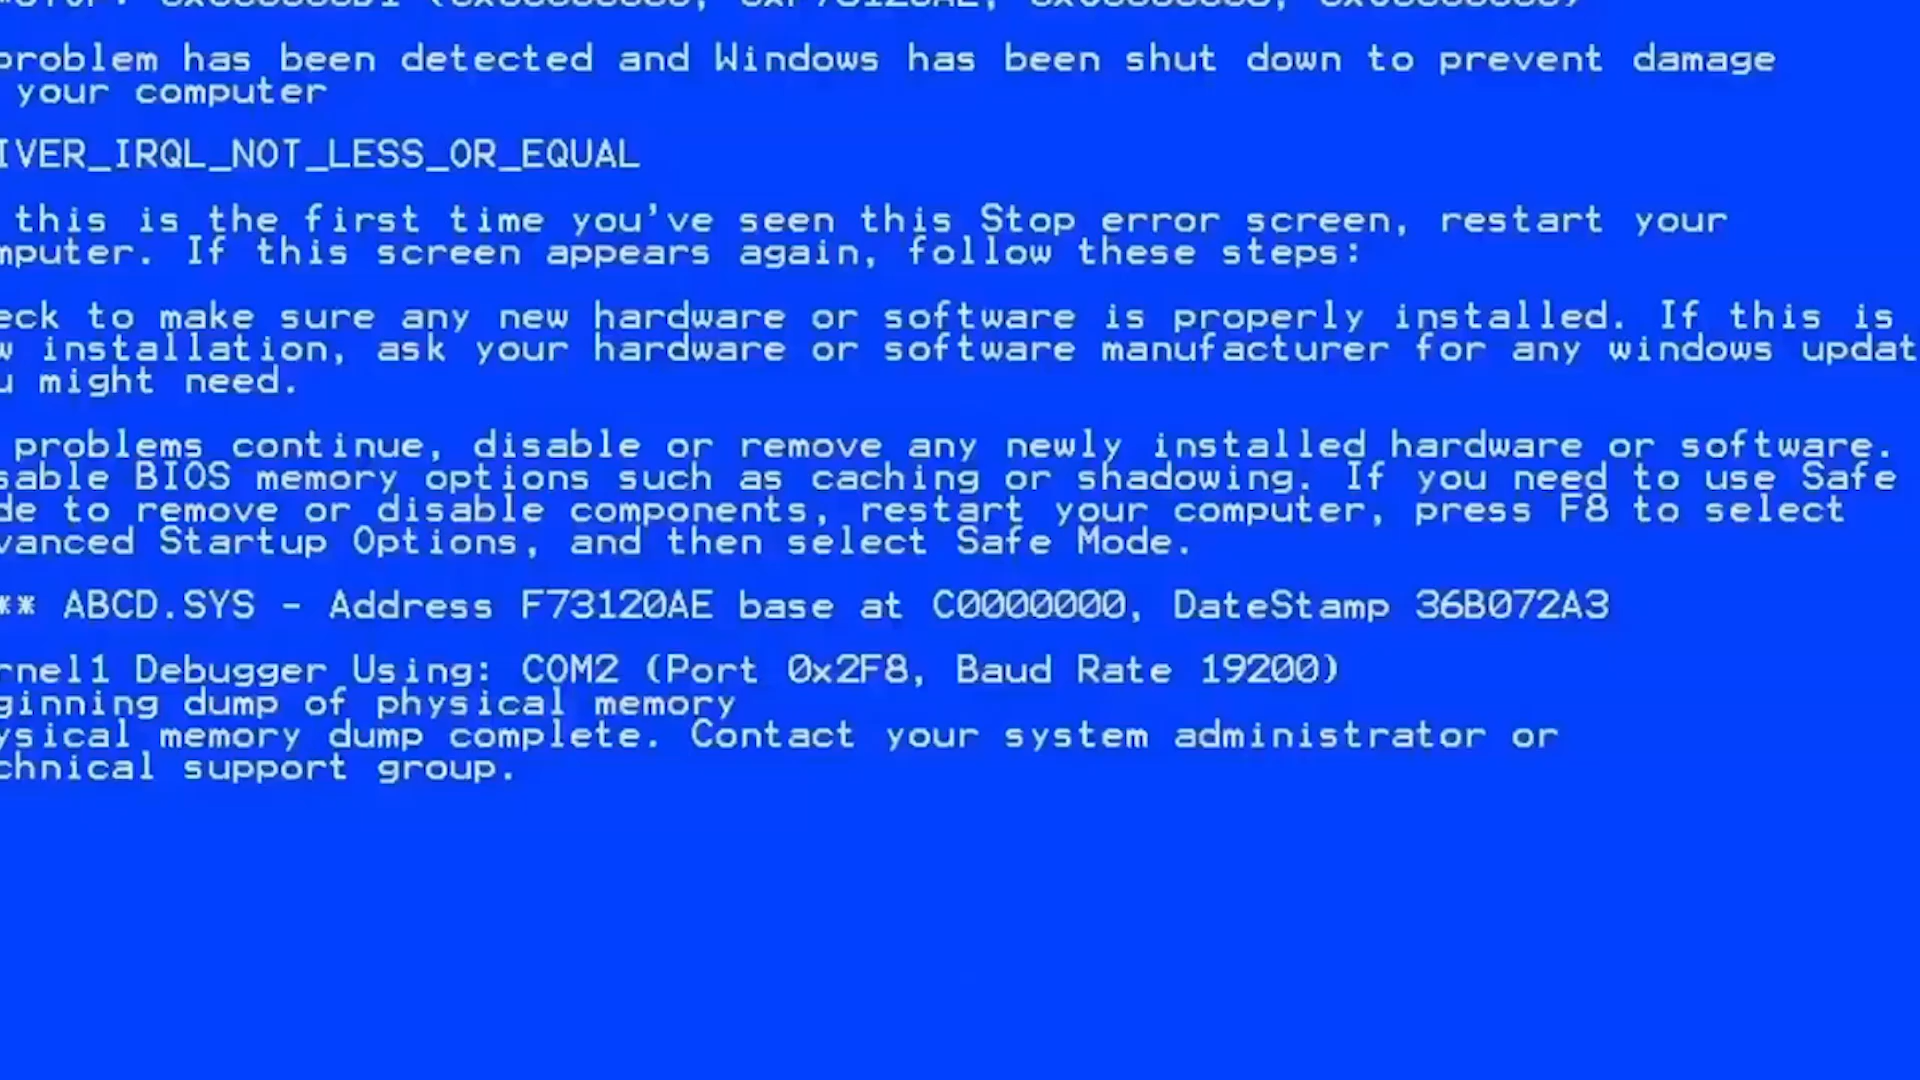 problem has been detected and Windows has been shut down to prevent damage
your computer
IVER_IRQL_NOT_LESS_OR_EQUAL
this is the first time you've seen this Stop error screen, restart your
mputer. If this screen appears again, follow these steps:
eck to make sure any new hardware or software is properly installed. If this is
w installation, ask your hardware or software manufacturer for any windows updat
u might need.
problems continue, disable or remove any newly installed hardware or software.
sable BIOS memory options such as caching or shadowing. If you need to use Safe
de to remove or disable components, restart your computer, press F8 to select
vanced Startup Options, and then select Safe Mode.
** ABCD.SYS - Address F73120AE base at C0000000, DateStamp 36B072A3
rnel1 Debugger Using: COM2 (Port 0x2F8, Baud Rate 19200)
ginning dump of physical memory
ysical memory dump complete. Contact your system administrator or
chnical support group.